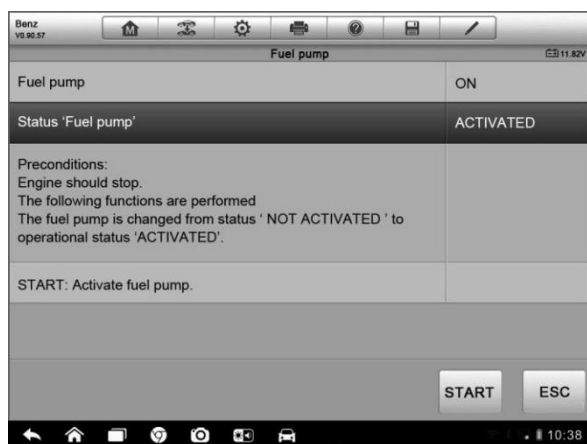 Benz
V0.90.57
Fuel pump
11.82V
Fuel pump ON
Status 'Fuel pump' ACTIVATED
Preconditions:
Engine should stop.
The following functions are performed
The fuel pump is changed from status ' NOT ACTIVATED ' to
operational status 'ACTIVATED'.
START: Activate fuel pump.
START ESC
10:38